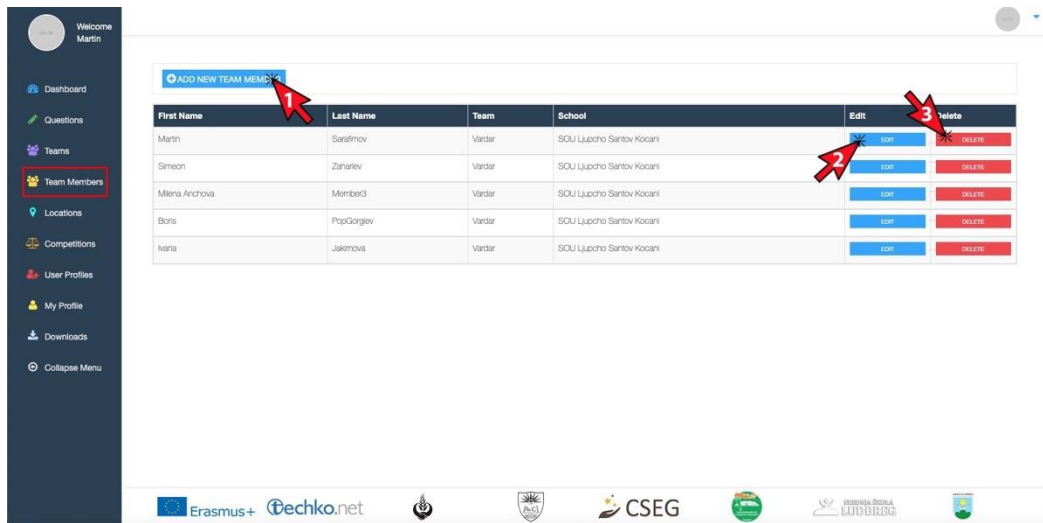 Welcome
Martin
Dashboard
Questions
Teams
Team Members
Locations
Competitions
User Profiles
My Profile
Downloads
Collapse Menu
ADD NEW TEAM
1
First Name Last Name Team School Edit Delete
3
Martin Sarafimov Vardar SOU Ljupcho Santov Kocani EDIT DELETE
2
Simeon Zahariev Vardar SOU Ljupcho Santov Kocani EDIT DELETE
Milena Anchova Member3 Vardar SOU Ljupcho Santov Kocani EDIT DELETE
Boris PopGorgiev Vardar SOU Ljupcho Santov Kocani EDIT DELETE
Ivana Jakimova Vardar SOU Ljupcho Santov Kocani EDIT DELETE
Erasmus+ techko.net CSEG SREDNJA ŠKOLA
LUDBREG